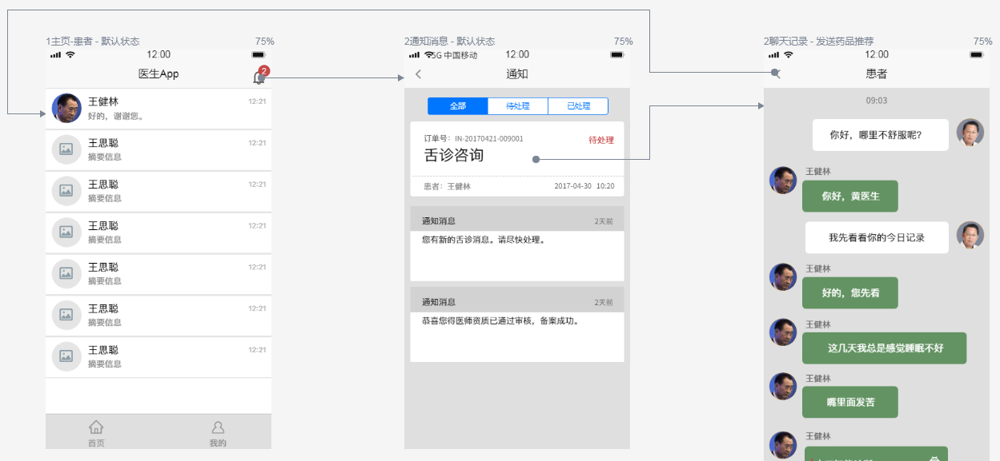 1主页-患者 - 默认状态
75%
12:00
医生App
2
王健林
12:21
好的，谢谢您。
王思聪
12:21
摘要信息
王思聪
12:21
摘要信息
王思聪
12:21
摘要信息
王思聪
12:21
摘要信息
王思聪
12:21
摘要信息
王思聪
12:21
摘要信息
首页
我的
2通知消息 - 默认状态
75%
5G 中国移动
12:00
通知
全部
待处理
已处理
订单号：IN-20170421-009001
待处理
舌诊咨询
患者：王健林
2017-04-30 10:20
通知消息
2天前
您有新的舌诊消息。请尽快处理。
通知消息
2天前
恭喜您得医师资质已通过审核，备案成功。
2聊天记录 - 发送药品推荐
75%
12:00
患者
09:03
你好，哪里不舒服呢?
王健林
你好，黄医生
我先看看你的今日记录
王健林
好的，您先看
王健林
这几天我总是感觉睡眠不好
王健林
嘴里面发苦
王健林